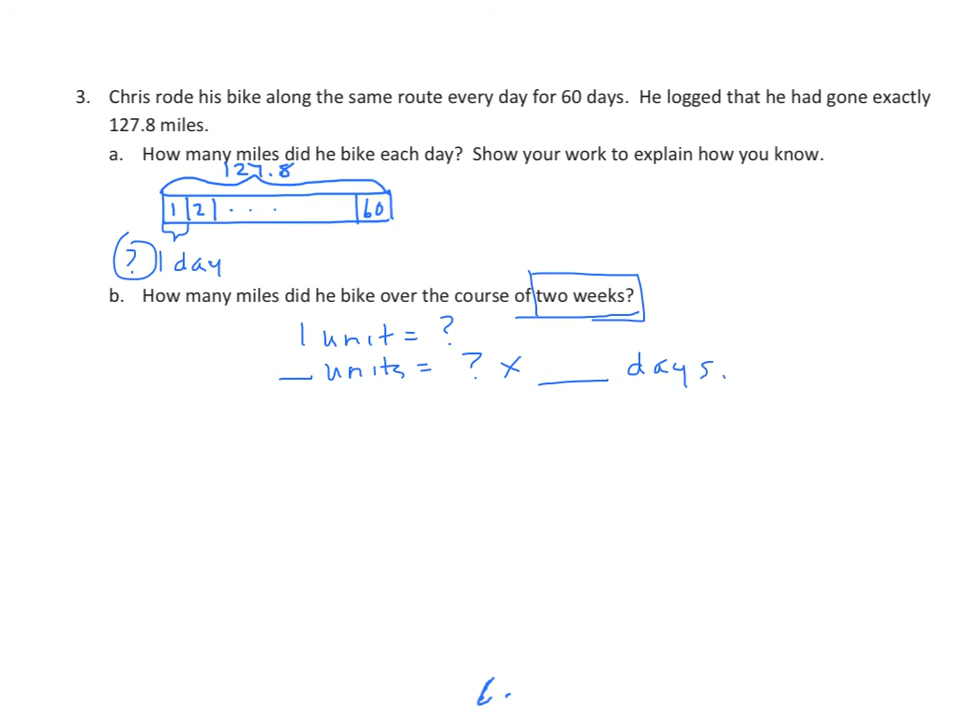 3. Chris rode his bike along the same route every day for 60 days. He logged that he had gone exactly
127.8 miles.
a. How many miles did he bike each day? Show your work to explain how you know.
127.8
1 2 . . . 60
? 1 day
b. How many miles did he bike over the course of two weeks?
1 unit = ?
__ units = ? × ___ days.
6.